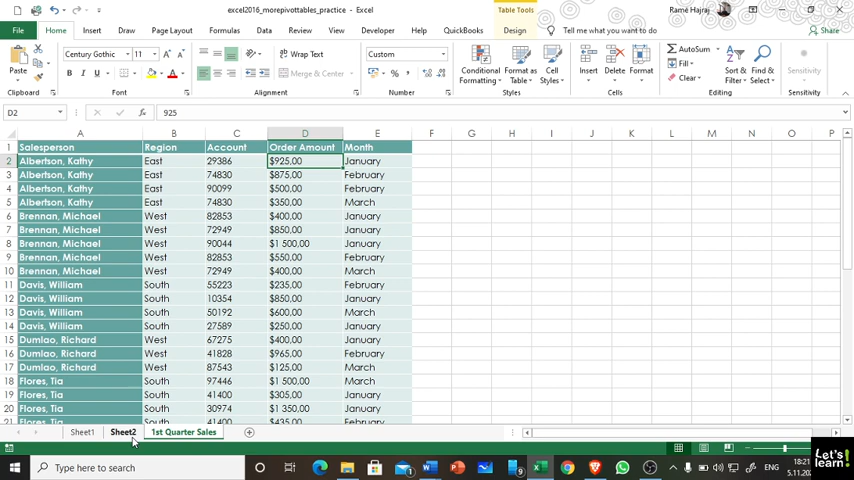 excel2016_morepivottables_practice - Excel
Table Tools
Rame Hajraj
File Home Insert Draw Page Layout Formulas Data Review View Developer Help QuickBooks Design Tell me what you want to do Share
Paste
Century Gothic 11
Wrap Text
Merge & Center
Custom
Conditional Formatting
Format as Table
Cell Styles
Insert Delete Format
AutoSum
Fill
Clear
Sort & Filter
Find & Select
Sensitivity
Clipboard Font Alignment Number Styles Cells Editing Sensitivity
D2 fx 925
A B C D E F G H I J K L M N O P
1 Salesperson Region Account Order Amount Month
2 Albertson, Kathy East 29386 $925,00 January
3 Albertson, Kathy East 74830 $875,00 February
4 Albertson, Kathy East 90099 $500,00 February
5 Albertson, Kathy East 74830 $350,00 March
6 Brennan, Michael West 82853 $400,00 January
7 Brennan, Michael West 72949 $850,00 January
8 Brennan, Michael West 90044 $1 500,00 January
9 Brennan, Michael West 82853 $550,00 February
10 Brennan, Michael West 72949 $400,00 March
11 Davis, William South 55223 $235,00 February
12 Davis, William South 10354 $850,00 January
13 Davis, William South 50192 $600,00 March
14 Davis, William South 27589 $250,00 January
15 Dumlao, Richard West 67275 $400,00 January
16 Dumlao, Richard West 41828 $965,00 February
17 Dumlao, Richard West 87543 $125,00 March
18 Flores, Tia South 97446 $1 500,00 March
19 Flores, Tia South 41400 $305,00 January
20 Flores, Tia South 30974 $1 350,00 March
21 Flores, Tia South 41400 $435,00 January
Sheet1 Sheet2 1st Quarter Sales
Type here to search
ENG
18:21
5.11.202
Let's learn!